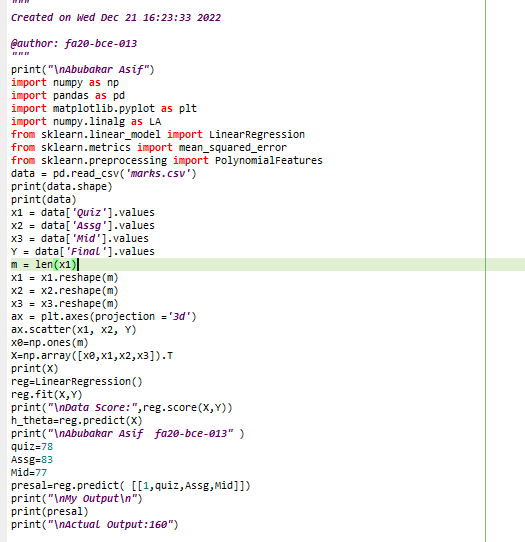 """
Created on Wed Dec 21 16:23:33 2022
@author: fa20-bce-013
"""
print("\nAbubakar Asif")
import numpy as np
import pandas as pd
import matplotlib.pyplot as plt
import numpy.linalg as LA
from sklearn.linear_model import LinearRegression
from sklearn.metrics import mean_squared_error
from sklearn.preprocessing import PolynomialFeatures
data = pd.read_csv('marks.csv')
print(data.shape)
print(data)
x1 = data['Quiz'].values
x2 = data['Assg'].values
x3 = data['Mid'].values
Y = data['Final'].values
m = len(x1)
x1 = x1.reshape(m)
x2 = x2.reshape(m)
x3 = x3.reshape(m)
ax = plt.axes(projection ='3d')
ax.scatter(x1, x2, Y)
x0=np.ones(m)
X=np.array([x0,x1,x2,x3]).T
print(X)
reg=LinearRegression()
reg.fit(X,Y)
print("\nData Score:",reg.score(X,Y))
h_theta=reg.predict(X)
print("\nAbubakar Asif  fa20-bce-013" )
quiz=78
Assg=83
Mid=77
presal=reg.predict( [[1,quiz,Assg,Mid]])
print("\nMy Output\n")
print(presal)
print("\nActual Output:160")